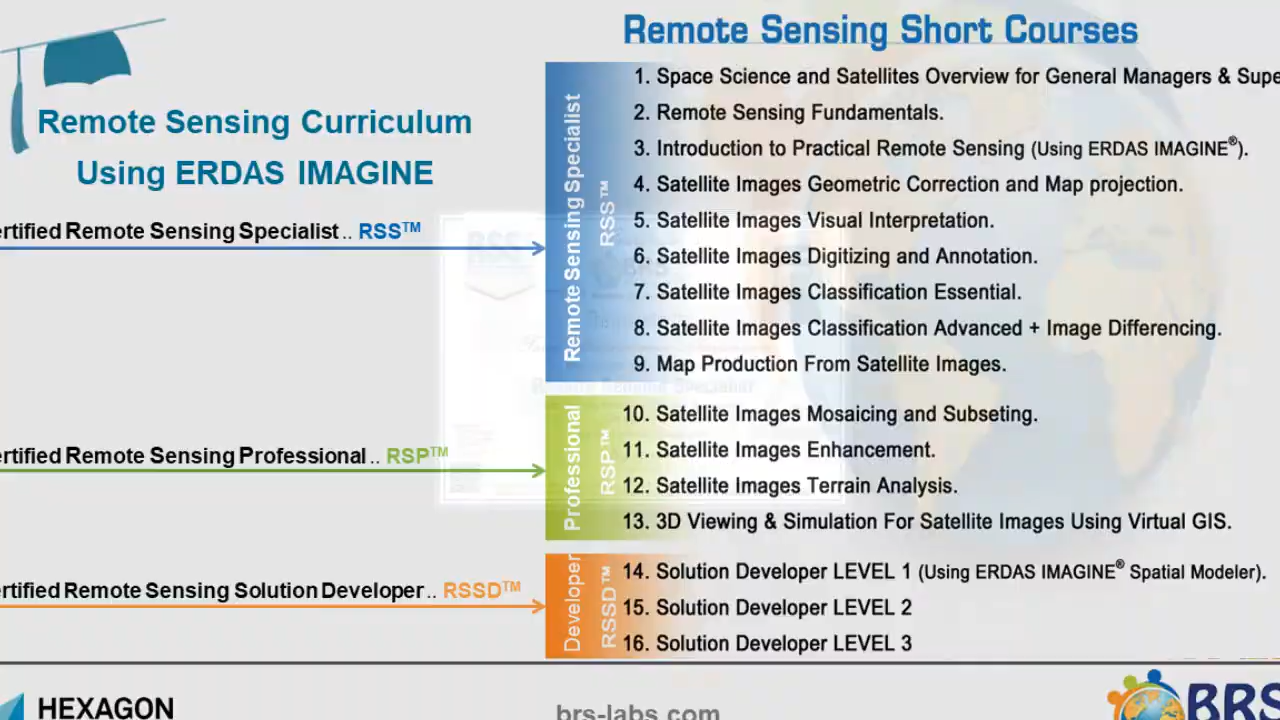 Remote Sensing Short Courses
Remote Sensing Curriculum
Using ERDAS IMAGINE
ertified Remote Sensing Specialist .. RSS™
ertified Remote Sensing Professional .. RSP™
ertified Remote Sensing Solution Developer .. RSSD™
Remote Sensing Specialist
RSS™
1. Space Science and Satellites Overview for General Managers & Supe
2. Remote Sensing Fundamentals.
3. Introduction to Practical Remote Sensing (Using ERDAS IMAGINE®).
4. Satellite Images Geometric Correction and Map projection.
5. Satellite Images Visual Interpretation.
6. Satellite Images Digitizing and Annotation.
7. Satellite Images Classification Essential.
8. Satellite Images Classification Advanced + Image Differencing.
9. Map Production From Satellite Images.
Professional
RSP™
10. Satellite Images Mosaicing and Subseting.
11. Satellite Images Enhancement.
12. Satellite Images Terrain Analysis.
13. 3D Viewing & Simulation For Satellite Images Using Virtual GIS.
Developer
RSSD™
14. Solution Developer LEVEL 1 (Using ERDAS IMAGINE® Spatial Modeler).
15. Solution Developer LEVEL 2
16. Solution Developer LEVEL 3
HEXAGON
brs-labs.com
BRS
RSS
BRS
Remote Sensing Specialist